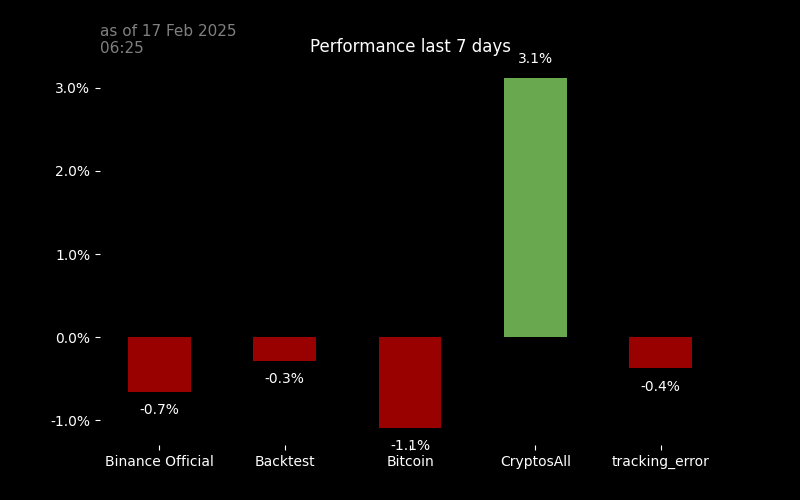 as of 17 Feb 2025
06:25
Performance last 7 days
3.1%
3.0%
2.0%
1.0%
0.0%
-1.0%
-0.7%
-0.3%
-1.1%
-0.4%
Binance Official
Backtest
Bitcoin
CryptosAll
tracking_error